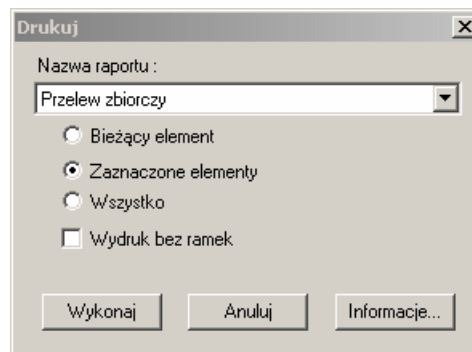 Drukuj
Nazwa raportu :
Przelew zbiorczy
Bieżący element
Zaznaczone elementy
Wszystko
Wydruk bez ramek
Wykonaj Anuluj Informacje...